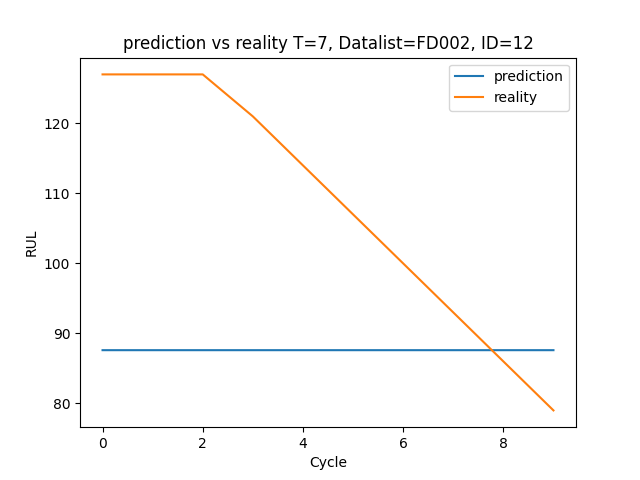 prediction vs reality T=7, Datalist=FD002, ID=12
prediction
reality
120
110
100
90
80
RUL
0 2 4 6 8
Cycle